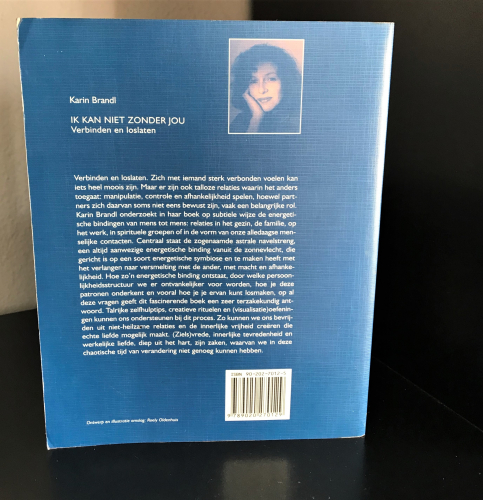 Karin Brandl
IK KAN NIET ZONDER JOU
Verbinden en loslaten
Verbinden en loslaten. Zich met iemand sterk verbonden voelen kan
iets heel moois zijn. Maar er zijn ook talloze relaties waarin het anders
toegaat: manipulatie, controle en afhankelijkheid spelen, hoewel part-
ners zich daarvan soms niet eens bewust zijn, vaak een belangrijke rol.
Karin Brandl onderzoekt in haar boek op subtiele wijze de energeti-
sche bindingen van mens tot mens: relaties in het gezin, de familie, op
het werk, in spirituele groepen of in de vorm van onze alledaagse men-
selijke contacten. Centraal staat de zogenaamde astrale navelstreng,
een altijd aanwezige energetische binding vanuit de zonnevlecht, die
gericht is op een soort energetische symbiose en te maken heeft met
het verlangen naar versmelting met de ander, met macht en afhanke-
lijkheid. Hoe zo'n energetische binding ontstaat, door welke persoon-
lijkheidsstructuur we er ontvankelijker voor worden, hoe je deze
patronen onderkent en vooral hoe je je ervan kunt losmaken, op al
deze vragen geeft dit fascinerende boek een zeer terzakekundig ant-
woord. Talrijke zelfhulptips, creatieve rituelen en (visualisatie)oefenin-
gen kunnen ons ondersteunen bij dit proces. Zo kunnen we ons bevrij-
den uit niet-heilzame relaties en de innerlijke vrijheid creëren die
echte liefde mogelijk maakt. (Ziels)vrede, innerlijke tevredenheid en
werkelijke liefde, diep uit het hart, zijn zaken, waarvan we in deze
chaotische tijd van verandering niet genoeg kunnen hebben.
ISBN 90-202-7012-5
9 789020 270129
Ontwerp en illustratie omslag: Roelz Oldenhuis